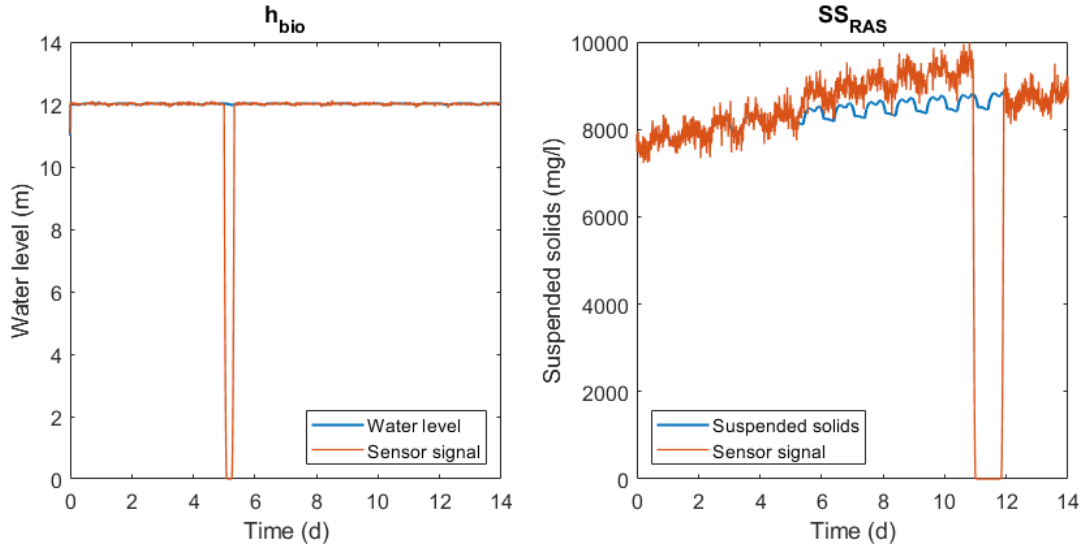 h_bio
Water level (m)
14
12
10
8
6
4
2
0
0 2 4 6 8 10 12 14
Time (d)
Water level
Sensor signal
SS_RAS
Suspended solids (mg/l)
10000
8000
6000
4000
2000
0
0 2 4 6 8 10 12 14
Time (d)
Suspended solids
Sensor signal